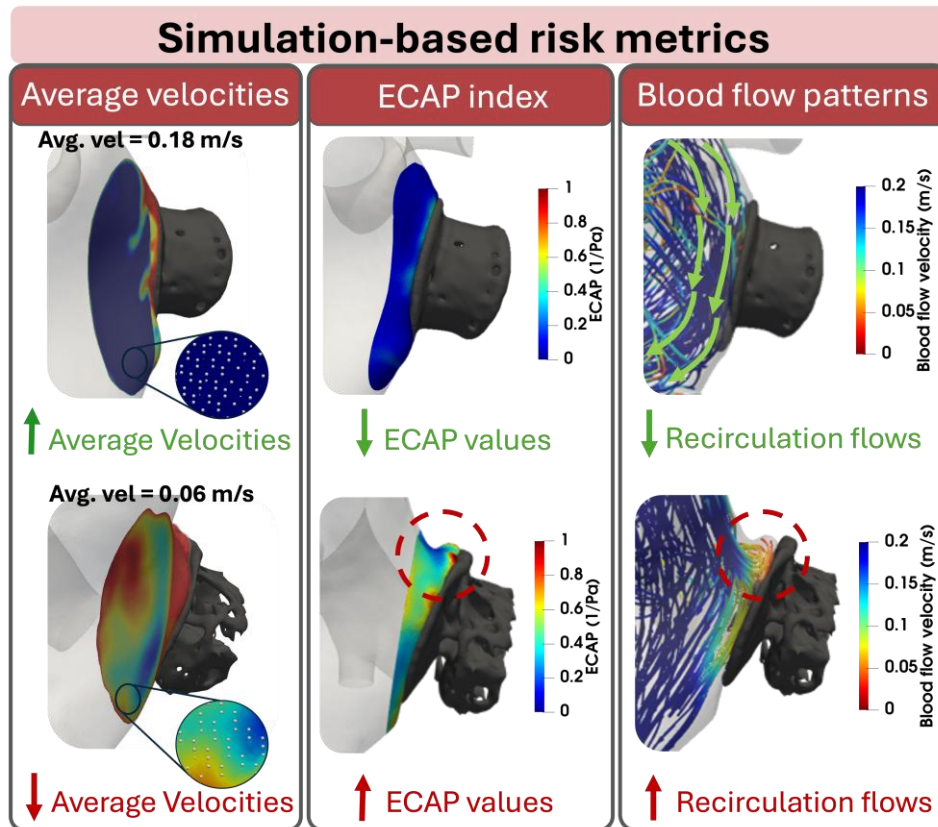 Simulation-based risk metrics
Average velocities
Avg. vel = 0.18 m/s
↑ Average Velocities
Avg. vel = 0.06 m/s
↓ Average Velocities
ECAP index
1
0.8
0.6
0.4
0.2
0
ECAP (1/Pa)
↓ ECAP values
1
0.8
0.6
0.4
0.2
0
ECAP (1/Pa)
↑ ECAP values
Blood flow patterns
0.2
0.15
0.1
0.05
0
Blood flow velocity (m/s)
↓ Recirculation flows
0.2
0.15
0.1
0.05
0
Blood flow velocity (m/s)
↑ Recirculation flows